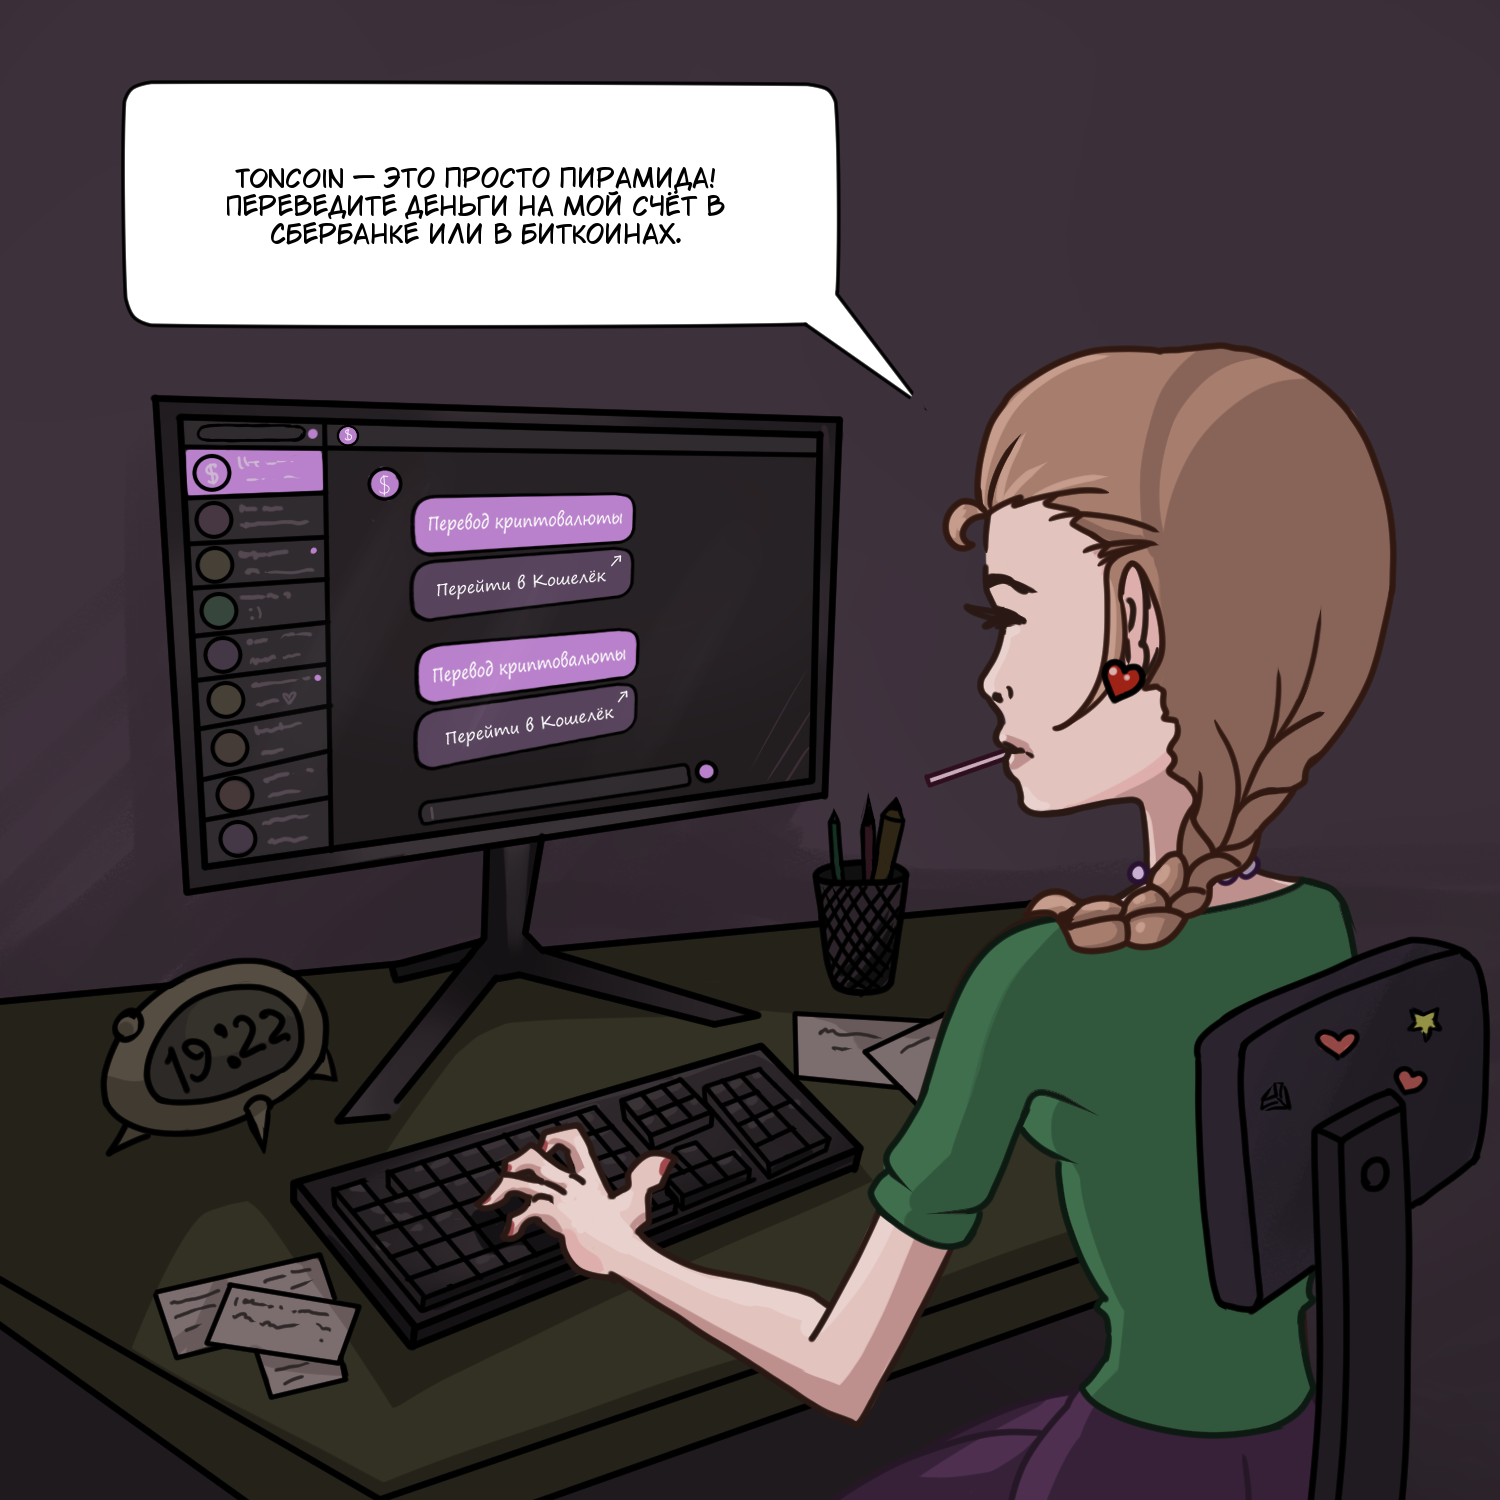 TONCOIN — ЭТО ПРОСТО ПИРАМИДА!
ПЕРЕВЕДИТЕ ДЕНЬГИ НА МОЙ СЧЁТ В
СБЕРБАНКЕ ИЛИ В БИТКОИНАХ.
$
$
$
Перевод криптовалюты
Перейти в Кошелёк
:)
Перевод криптовалюты
Перейти в Кошелёк
19:22